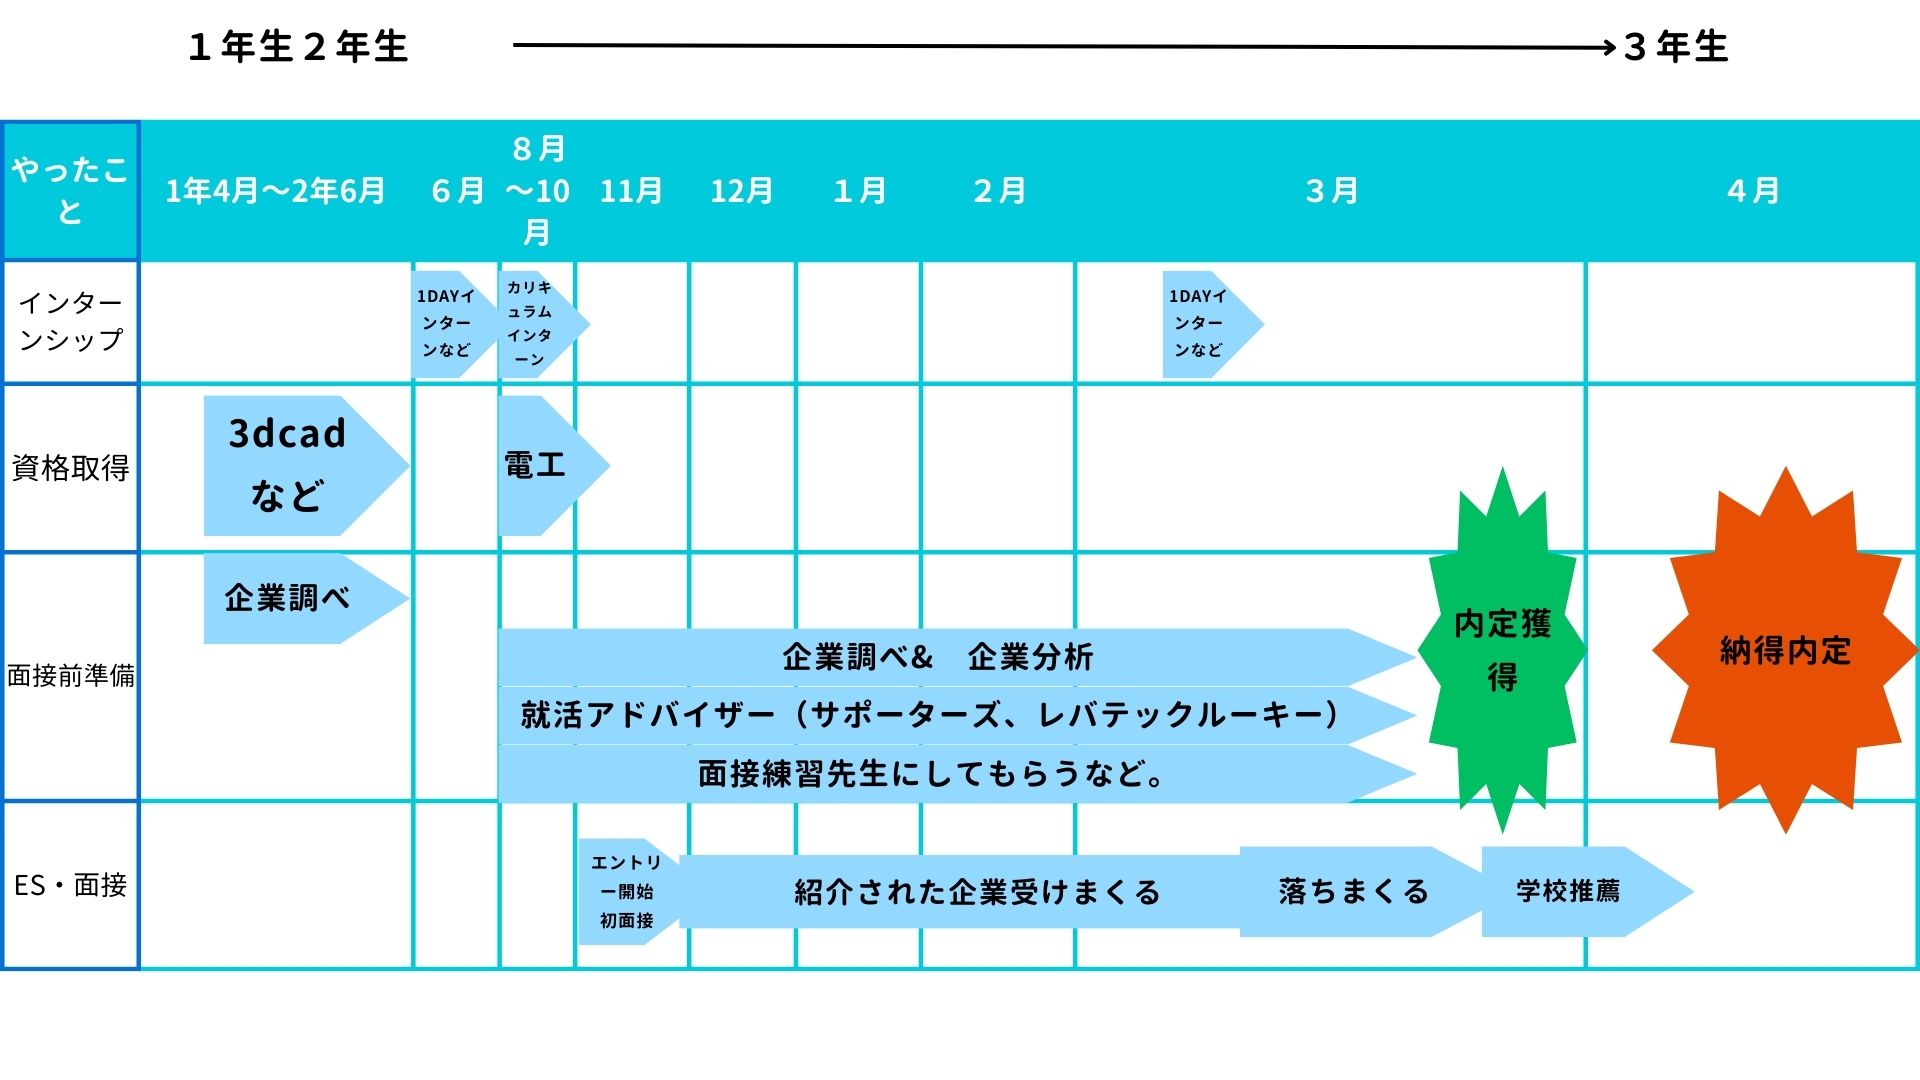 １年生２年生
３年生
やったこ
と
1年4月～2年6月
６月
８月
～10
月
11月
12月
１月
２月
３月
４月
インター
ンシップ
1DAYイ
ンター
ンなど
カリキ
ュラム
インタ
ーン
1DAYイ
ンター
ンなど
資格取得
3dcad
など
電工
面接前準備
企業調べ
企業調べ&　企業分析
就活アドバイザー（サポーターズ、レバテックルーキー）
面接練習先生にしてもらうなど。
内定獲
得
納得内定
ES・面接
エントリ
ー開始
初面接
紹介された企業受けまくる
落ちまくる
学校推薦